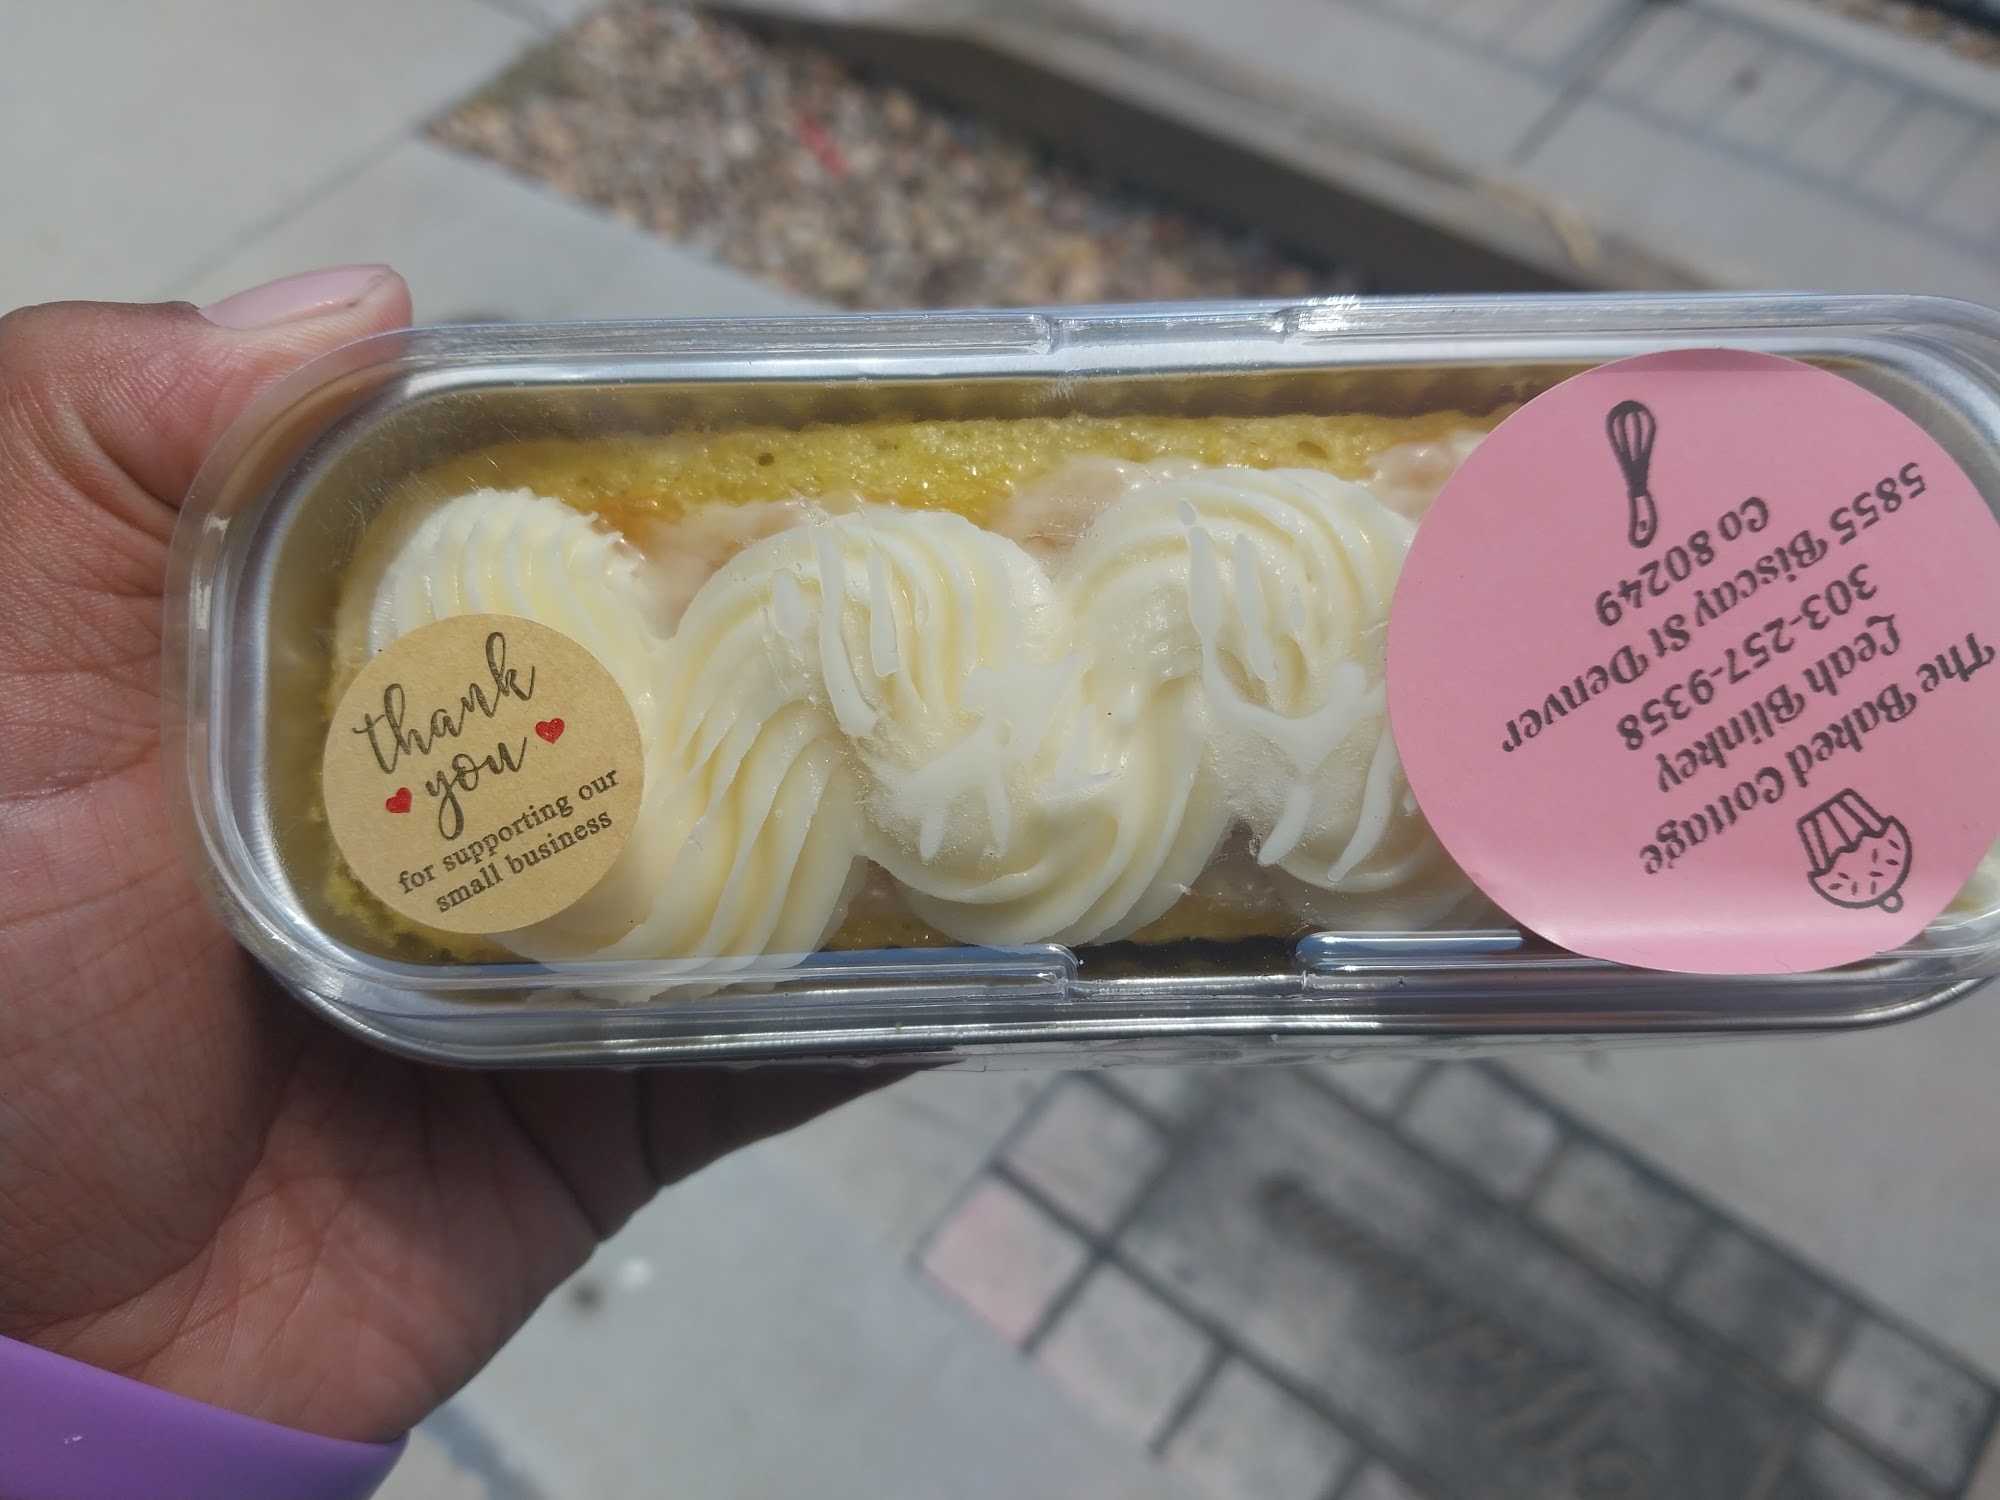 thank
you
for supporting our
small business
The Baked Cottage
Leah Blinkey
303-257-9358
5855 Biscay St Denver
Co 80249